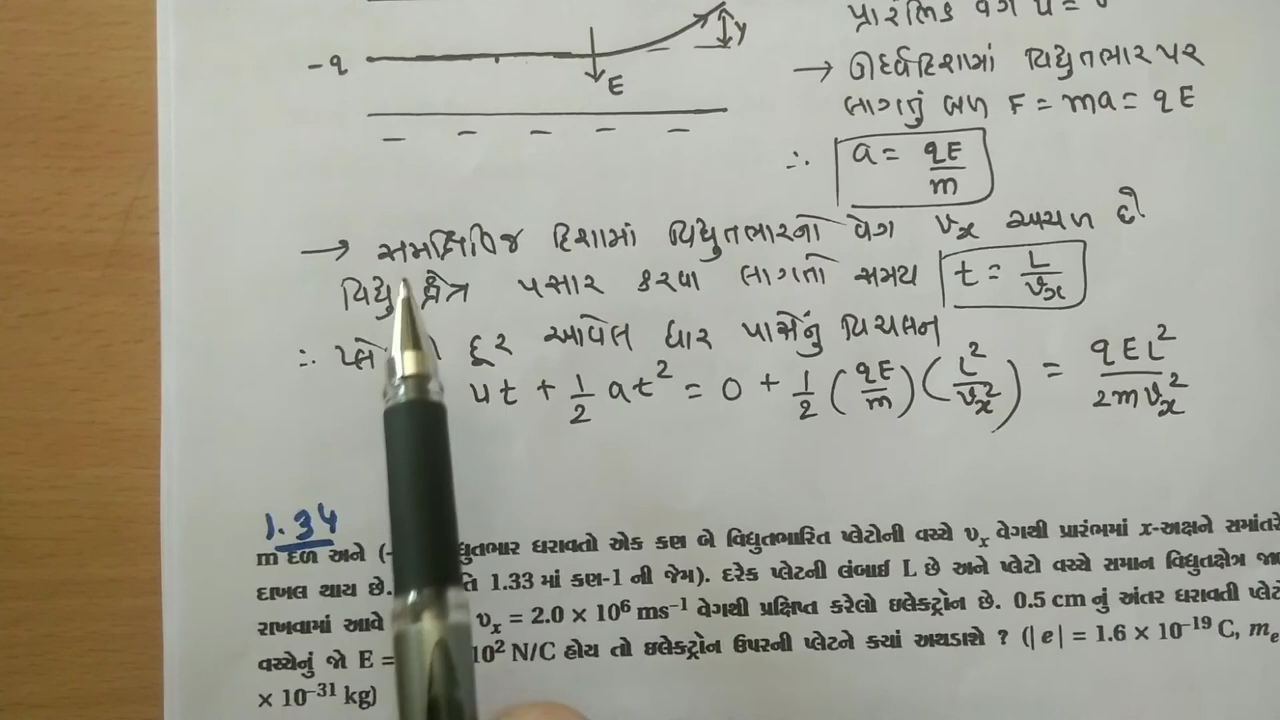 પ્રારંભિક વેગ u = 0
y
-q
→ ઊર્ધ્વદિશામાં વિદ્યુતભાર પર
E
લાગતું બળ F = ma = qE
- - - - -
∴ a = qE/m
→ સમક્ષિતિજ દિશામાં વિદ્યુતભારનો વેગ vx અચળ છે
વિદ્યુતક્ષેત્ર પસાર કરવા લાગતો સમય t = L/vx
∴ દૂર આવેલ ધાર પાસેનું વિચલન
ut + 1/2 at² = 0 + 1/2 (qE/m)(L²/vx²) = qEL²/2mvx²
1.34
m દળ અને (- વિદ્યુતભાર ધરાવતો એક કણ બે વિદ્યુતભારિત પ્લેટોની વચ્ચે υx વેગથી પ્રારંભમાં x-અક્ષને સમાંતરે
દાખલ થાય છે. 1.33 માં કણ-1 ની જેમ). દરેક પ્લેટની લંબાઈ L છે અને પ્લેટો વચ્ચે સમાન વિદ્યુતક્ષેત્ર
રાખવામાં આવે υx = 2.0 × 10⁶ ms⁻¹ વેગથી પ્રક્ષિપ્ત કરેલો ઇલેક્ટ્રોન છે. 0.5 cm નું અંતર ધરાવતી
વચ્ચેનું જો E = 10² N/C હોય તો ઇલેક્ટ્રોન ઉપરની પ્લેટને ક્યાં અથડાશે ? (|e| = 1.6 × 10⁻¹⁹ C, me
× 10⁻³¹ kg)